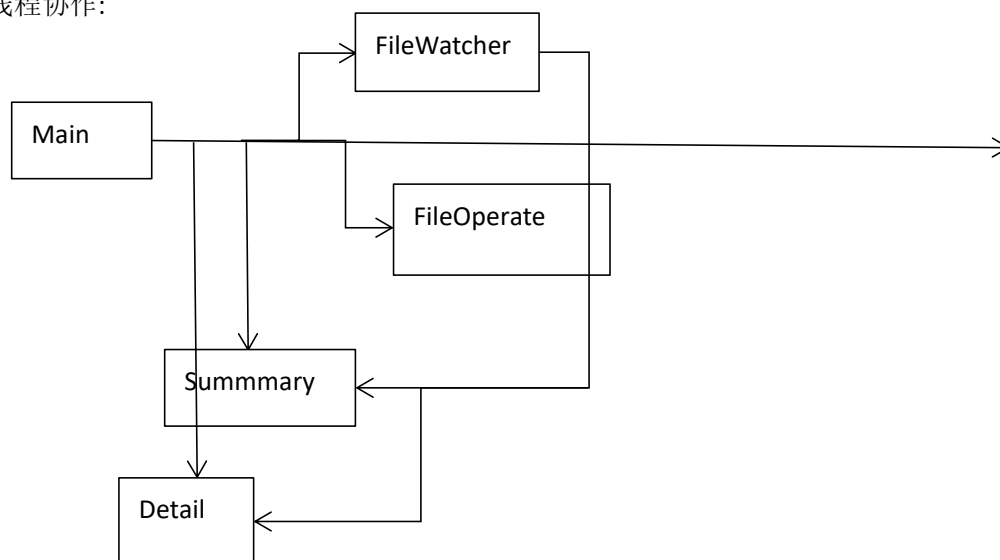 线程协作:
FileWatcher
Main
FileOperate
Summmary
Detail